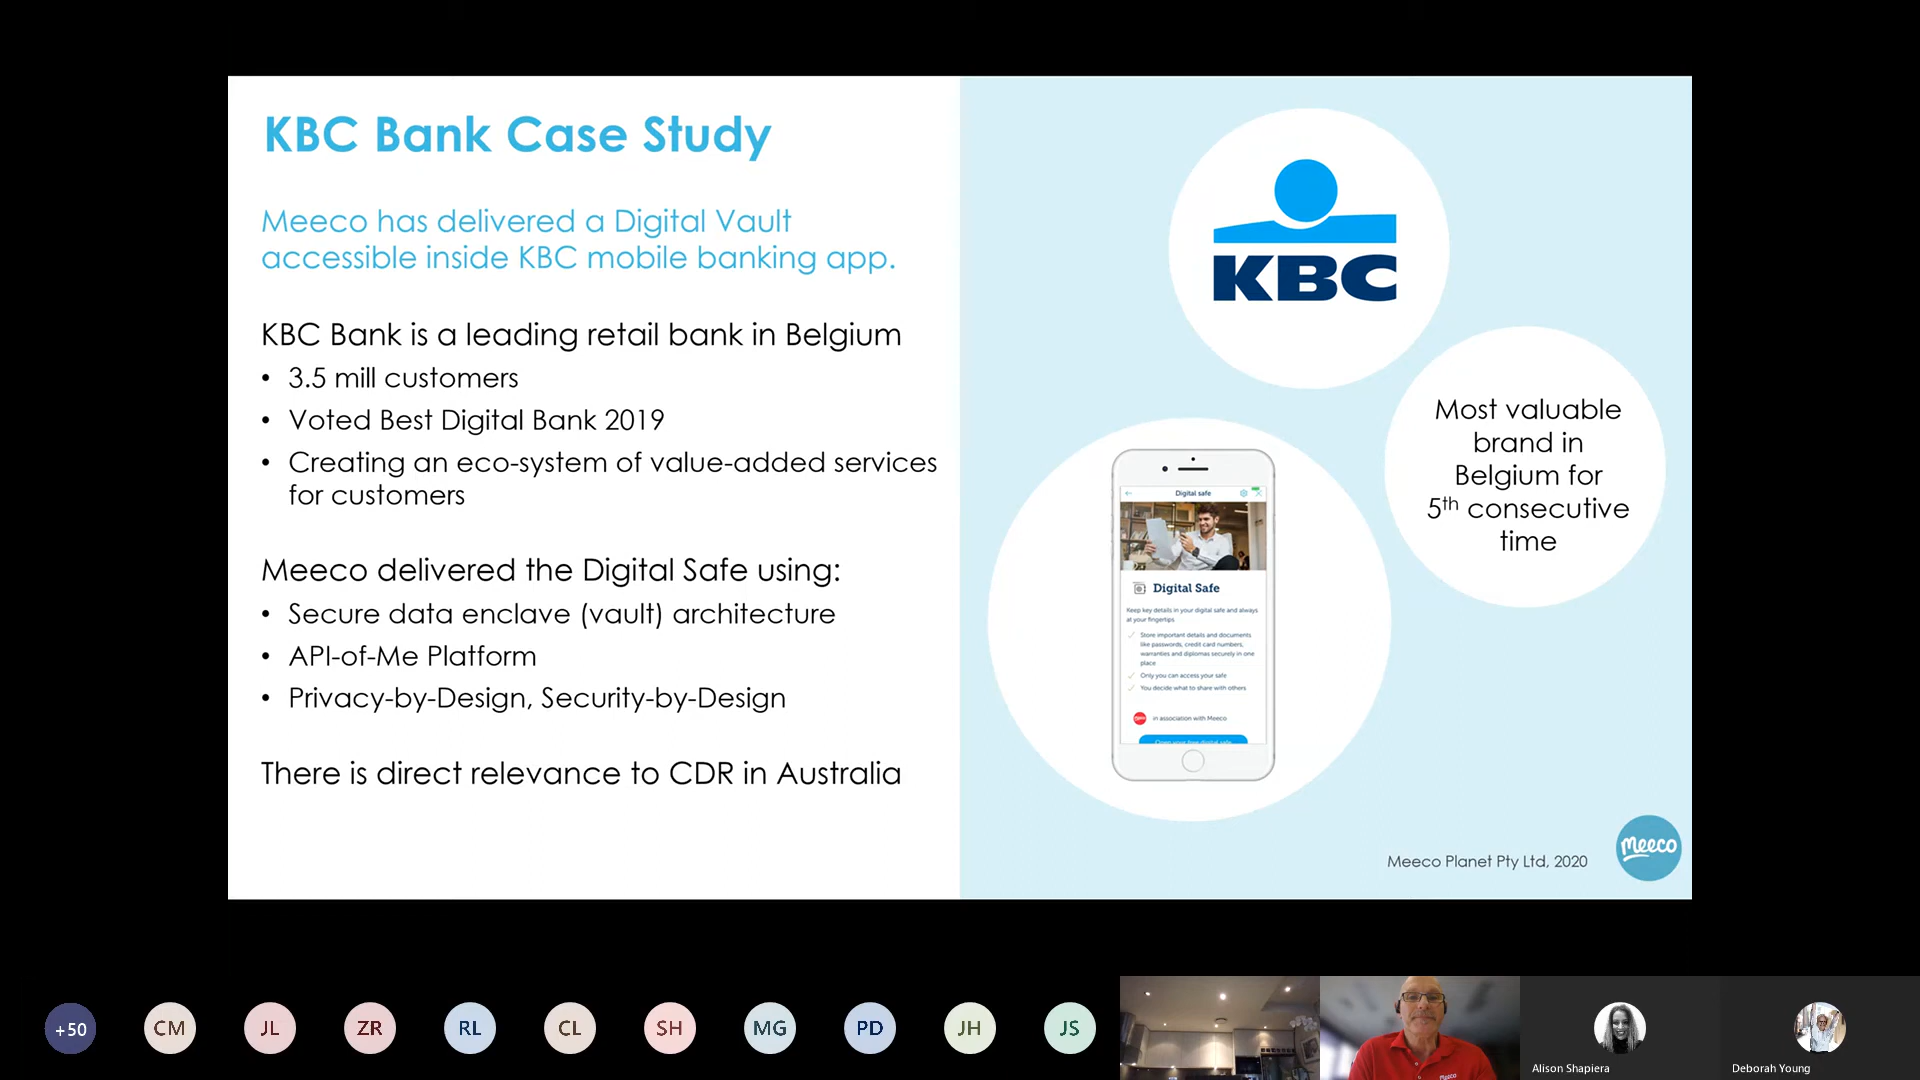 KBC Bank Case Study
Meeco has delivered a Digital Vault
accessible inside KBC mobile banking app.
KBC Bank is a leading retail bank in Belgium
• 3.5 mill customers
• Voted Best Digital Bank 2019
• Creating an eco-system of value-added services
for customers
Meeco delivered the Digital Safe using:
• Secure data enclave (vault) architecture
• API-of-Me Platform
• Privacy-by-Design, Security-by-Design
There is direct relevance to CDR in Australia
KBC
Most valuable
brand in
Belgium for
5th consecutive
time
Digital safe
Digital Safe
Keep key details in your digital safe and always
at your fingertips
Store important details and documents
like passwords, credit card numbers,
warranties and diplomas securely in one
place
Only you can access your safe
You decide what to share with others
in association with Meeco
Open your free digital safe
Meeco Planet Pty Ltd, 2020
meeco
+50
CM
JL
ZR
RL
CL
SH
MG
PD
JH
JS
Alison Shapiera
Deborah Young